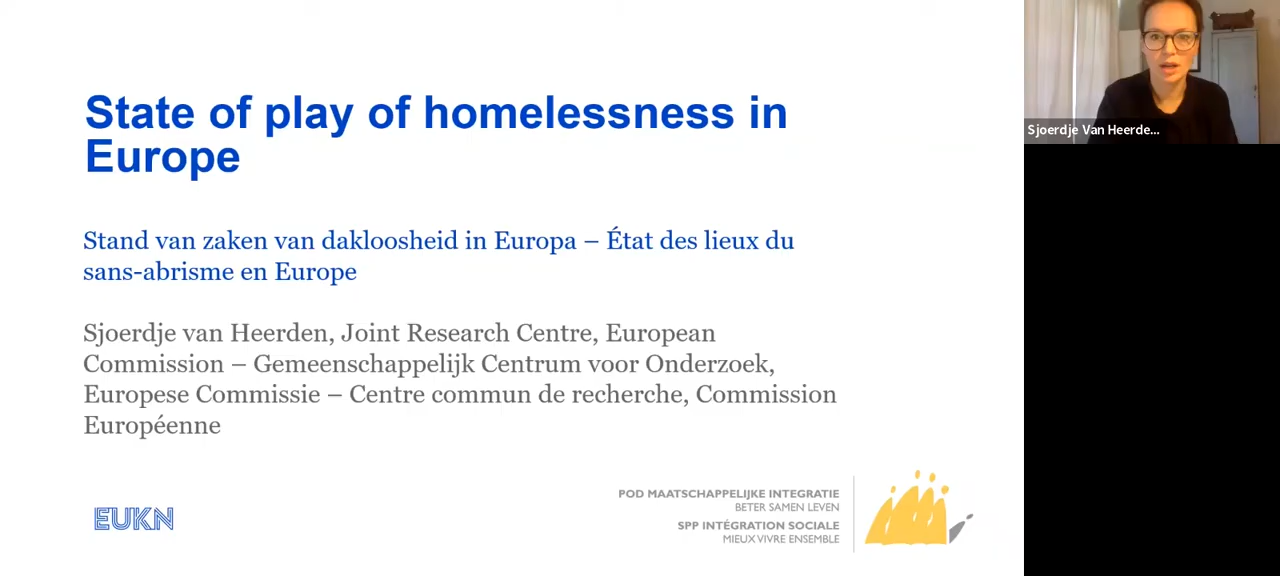 State of play of homelessness in
Europe
Stand van zaken van dakloosheid in Europa – État des lieux du
sans-abrisme en Europe
Sjoerdje van Heerden, Joint Research Centre, European
Commission – Gemeenschappelijk Centrum voor Onderzoek,
Europese Commissie – Centre commun de recherche, Commission
Européenne
EUKN
POD MAATSCHAPPELIJKE INTEGRATIE
BETER SAMEN LEVEN
SPP INTÉGRATION SOCIALE
MIEUX VIVRE ENSEMBLE
Sjoerdje Van Heerde...